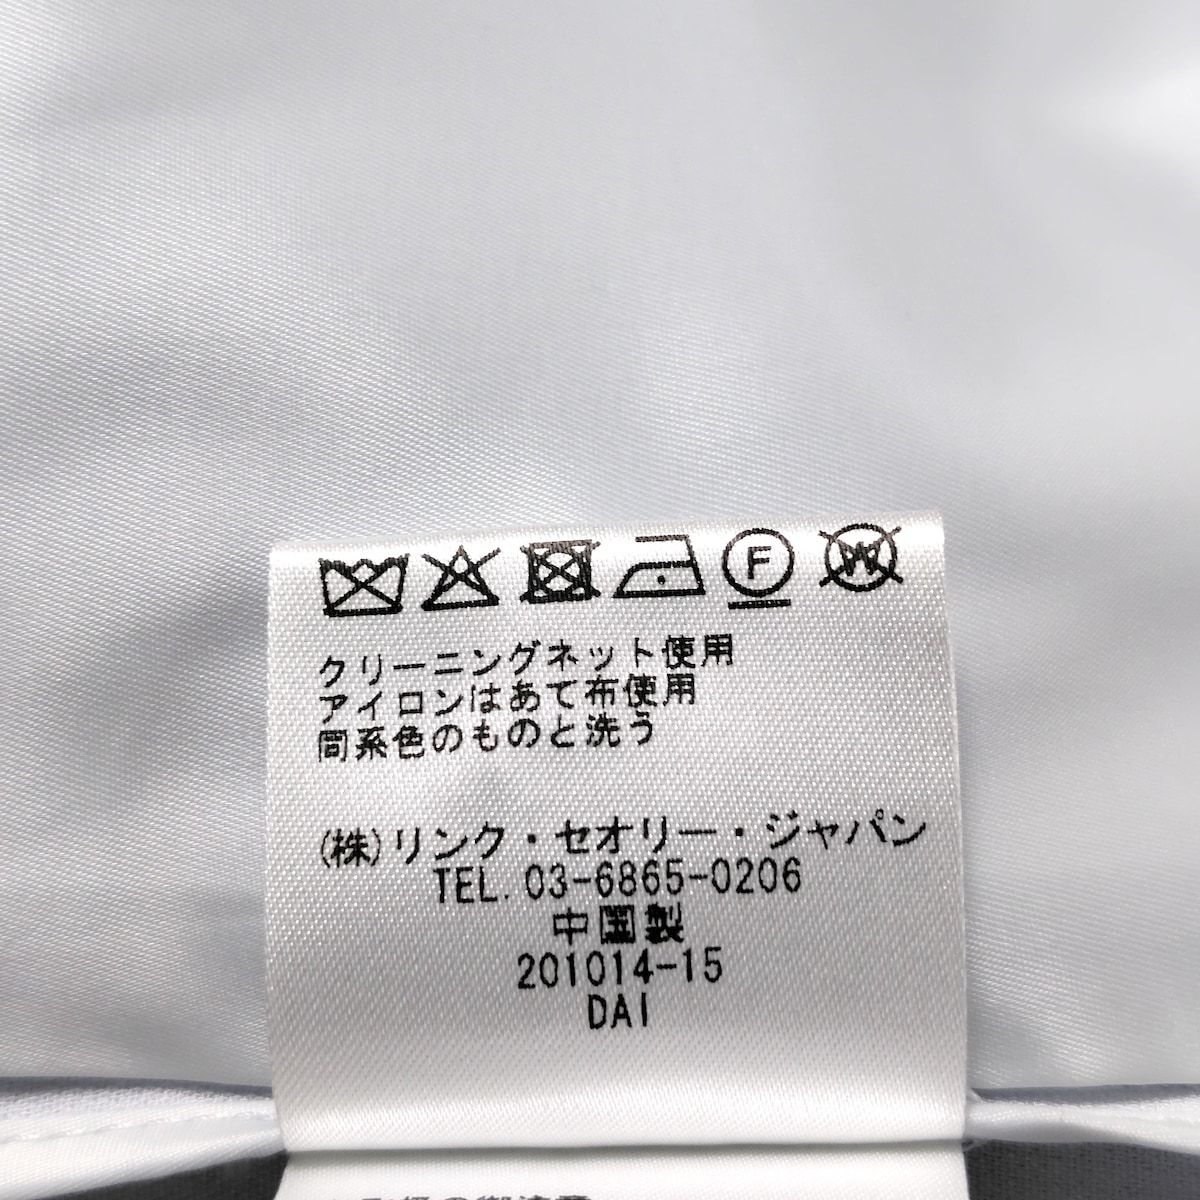 F W
クリーニングネット使用
アイロンはあて布使用
同系色のものと洗う
(株)リンク・セオリー・ジャパン
TEL. 03-6865-0206
中国製
201014-15
DAI